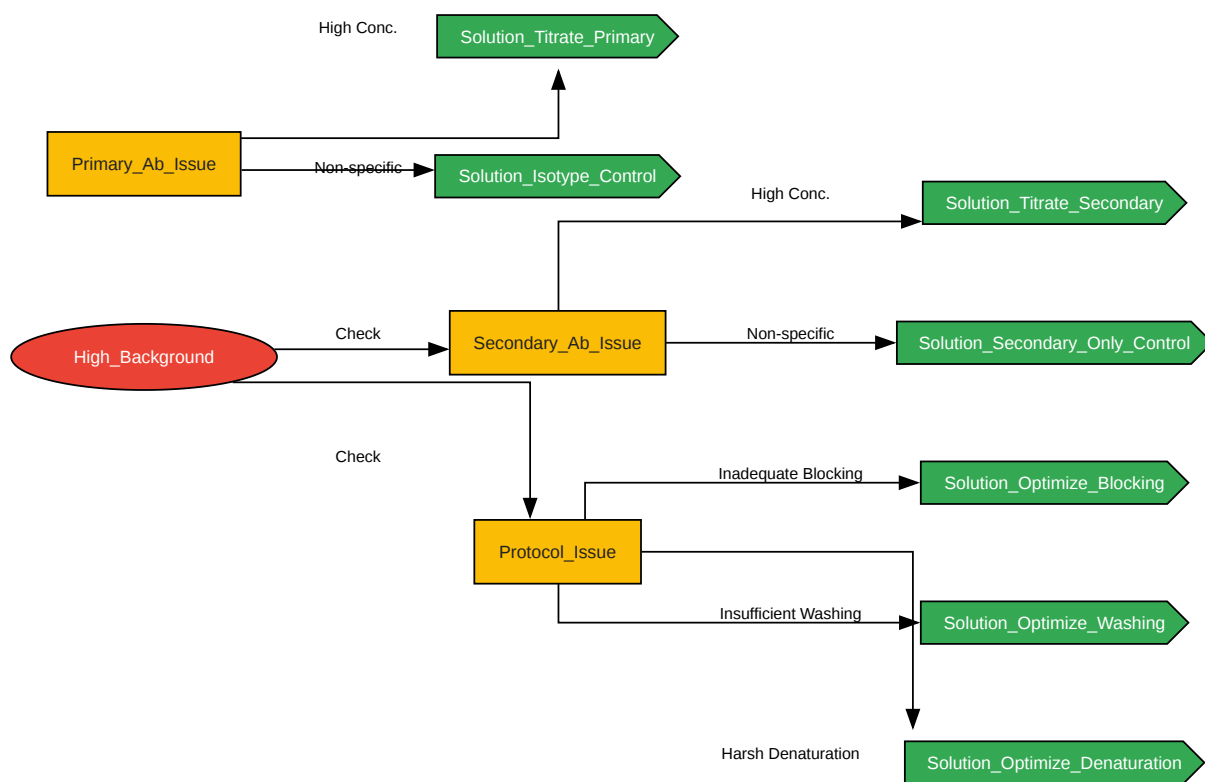 High Conc.
Solution_Titrate_Primary
Primary_Ab_Issue
Non-specific
Solution_Isotype_Control
High Conc.
Solution_Titrate_Secondary
High_Background
Check
Secondary_Ab_Issue
Non-specific
Solution_Secondary_Only_Control
Check
Inadequate Blocking
Solution_Optimize_Blocking
Protocol_Issue
Insufficient Washing
Solution_Optimize_Washing
Harsh Denaturation
Solution_Optimize_Denaturation